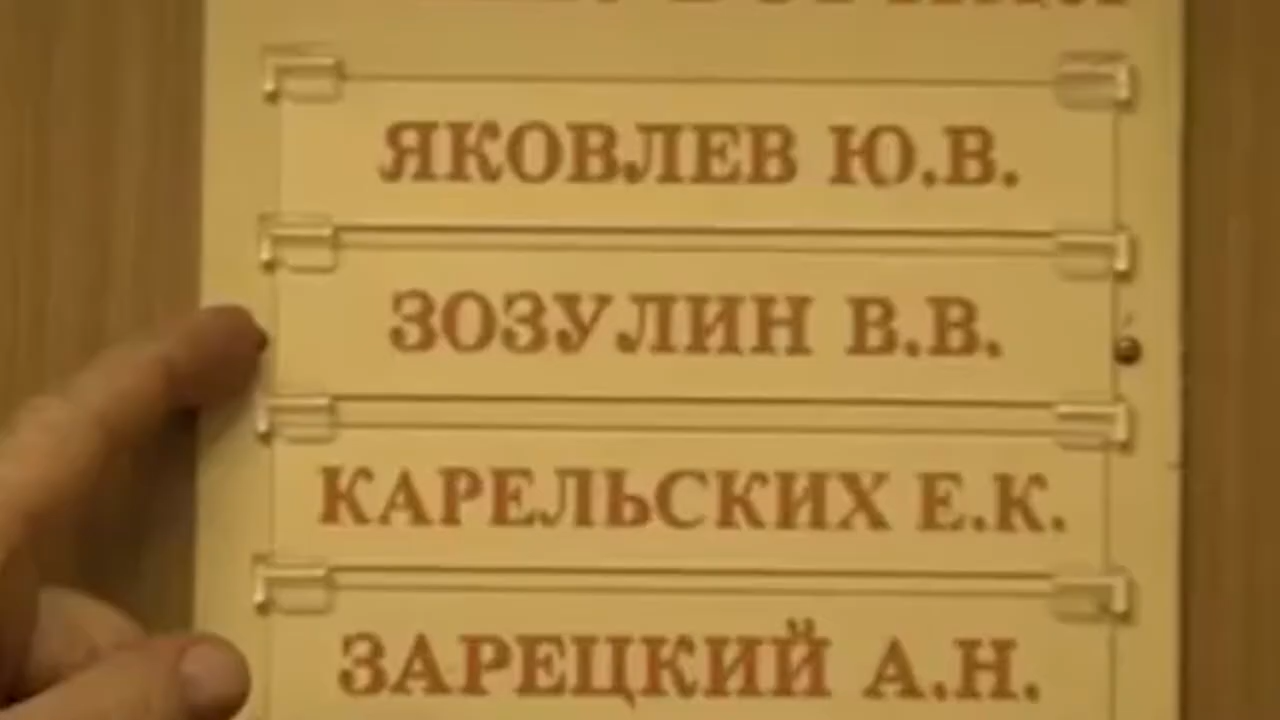 ЯКОВЛЕВ Ю.В.
ЗОЗУЛИН В.В.
КАРЕЛЬСКИХ Е.К.
ЗАРЕЦКИЙ А.Н.